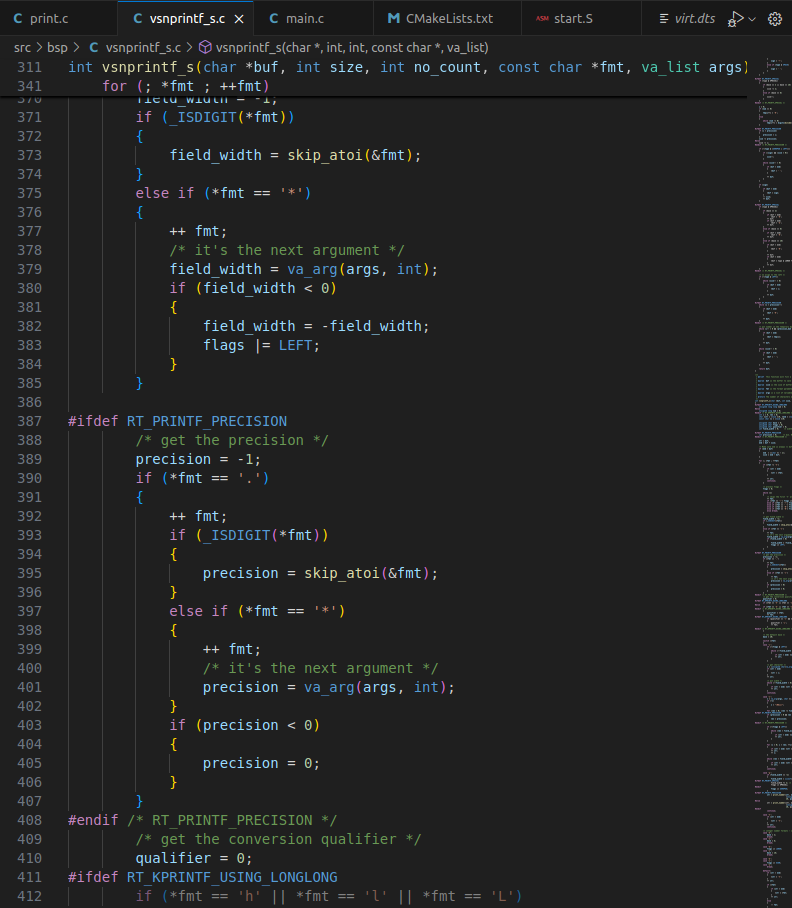 print.c
vsnprintf_s.c
main.c
CMakeLists.txt
start.S
virt.dts
src > bsp > C vsnprintf_s.c > vsnprintf_s(char *, int, int, const char *, va_list)
311 int vsnprintf_s(char *buf, int size, int no_count, const char *fmt, va_list args)
341 for (; *fmt ; ++fmt)
370 field_width = -1;
371 if (_ISDIGIT(*fmt))
372 {
373 field_width = skip_atoi(&fmt);
374 }
375 else if (*fmt == '*')
376 {
377 ++ fmt;
378 /* it's the next argument */
379 field_width = va_arg(args, int);
380 if (field_width < 0)
381 {
382 field_width = -field_width;
383 flags |= LEFT;
384 }
385 }
386
387 #ifdef RT_PRINTF_PRECISION
388 /* get the precision */
389 precision = -1;
390 if (*fmt == '.')
391 {
392 ++ fmt;
393 if (_ISDIGIT(*fmt))
394 {
395 precision = skip_atoi(&fmt);
396 }
397 else if (*fmt == '*')
398 {
399 ++ fmt;
400 /* it's the next argument */
401 precision = va_arg(args, int);
402 }
403 if (precision < 0)
404 {
405 precision = 0;
406 }
407 }
408 #endif /* RT_PRINTF_PRECISION */
409 /* get the conversion qualifier */
410 qualifier = 0;
411 #ifdef RT_KPRINTF_USING_LONGLONG
412 if (*fmt == 'h' || *fmt == 'l' || *fmt == 'L')